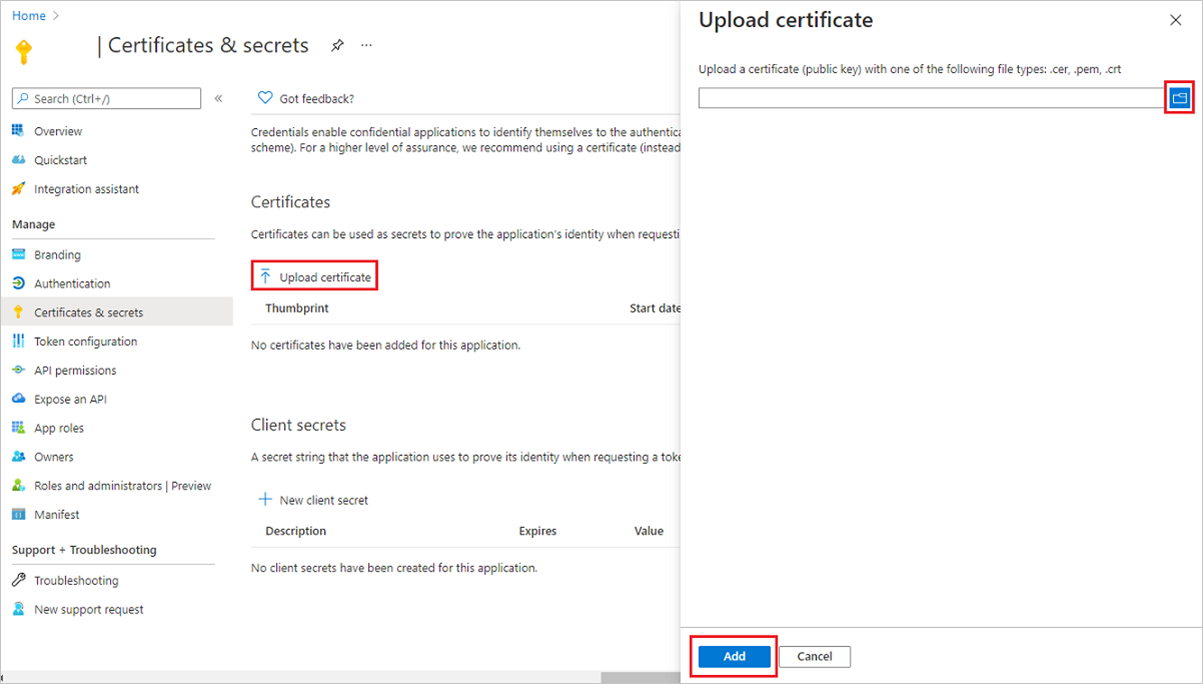 Home
| Certificates & secrets
Search (Ctrl+/)
Overview
Quickstart
Integration assistant
Manage
Branding
Authentication
Certificates & secrets
Token configuration
API permissions
Expose an API
App roles
Owners
Roles and administrators | Preview
Manifest
Support + Troubleshooting
Troubleshooting
New support request
Got feedback?
Credentials enable confidential applications to identify themselves to the authentica
scheme). For a higher level of assurance, we recommend using a certificate (instead
Certificates
Certificates can be used as secrets to prove the application's identity when requesti
Upload certificate
Thumbprint Start date
No certificates have been added for this application.
Client secrets
A secret string that the application uses to prove its identity when requesting a toke
New client secret
Description Expires Value
No client secrets have been created for this application.
Upload certificate
Upload a certificate (public key) with one of the following file types: .cer, .pem, .crt
Add Cancel